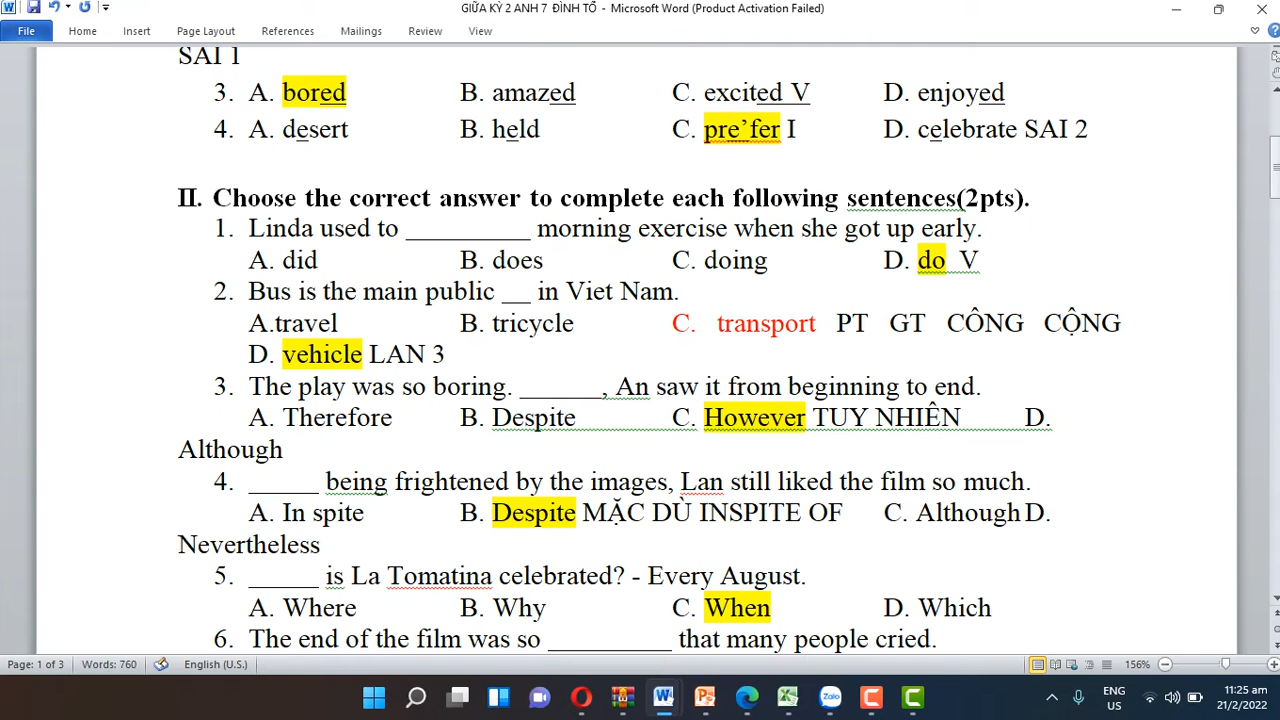 GIỮA KỲ 2 ANH 7 ĐÌNH TỔ - Microsoft Word (Product Activation Failed)
File Home Insert Page Layout References Mailings Review View
SAI 1
3. A. bored B. amazed C. excited V D. enjoyed
4. A. desert B. held C. pre’fer I D. celebrate SAI 2
II. Choose the correct answer to complete each following sentences(2pts).
1. Linda used to _________ morning exercise when she got up early.
A. did B. does C. doing D. do V
2. Bus is the main public __ in Viet Nam.
A.travel B. tricycle C. transport PT GT CÔNG CỘNG
D. vehicle LAN 3
3. The play was so boring. ______, An saw it from beginning to end.
A. Therefore B. Despite C. However TUY NHIÊN D.
Although
4. _____ being frightened by the images, Lan still liked the film so much.
A. In spite B. Despite MẶC DÙ INSPITE OF C. Although D.
Nevertheless
5. _____ is La Tomatina celebrated? - Every August.
A. Where B. Why C. When D. Which
6. The end of the film was so _________ that many people cried.
Page: 1 of 3 Words: 760 English (U.S.) 156%
ENG 11:25 am
US 21/2/2022